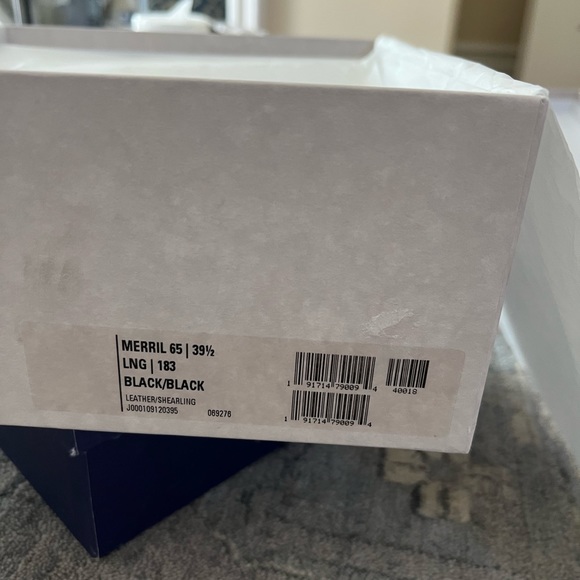 MERRIL 65 | 39½
LNG | 183
BLACK/BLACK
LEATHER/SHEARLING
J000109120395 069276
1 91714 79009 4
40018
1 91714 79009 4